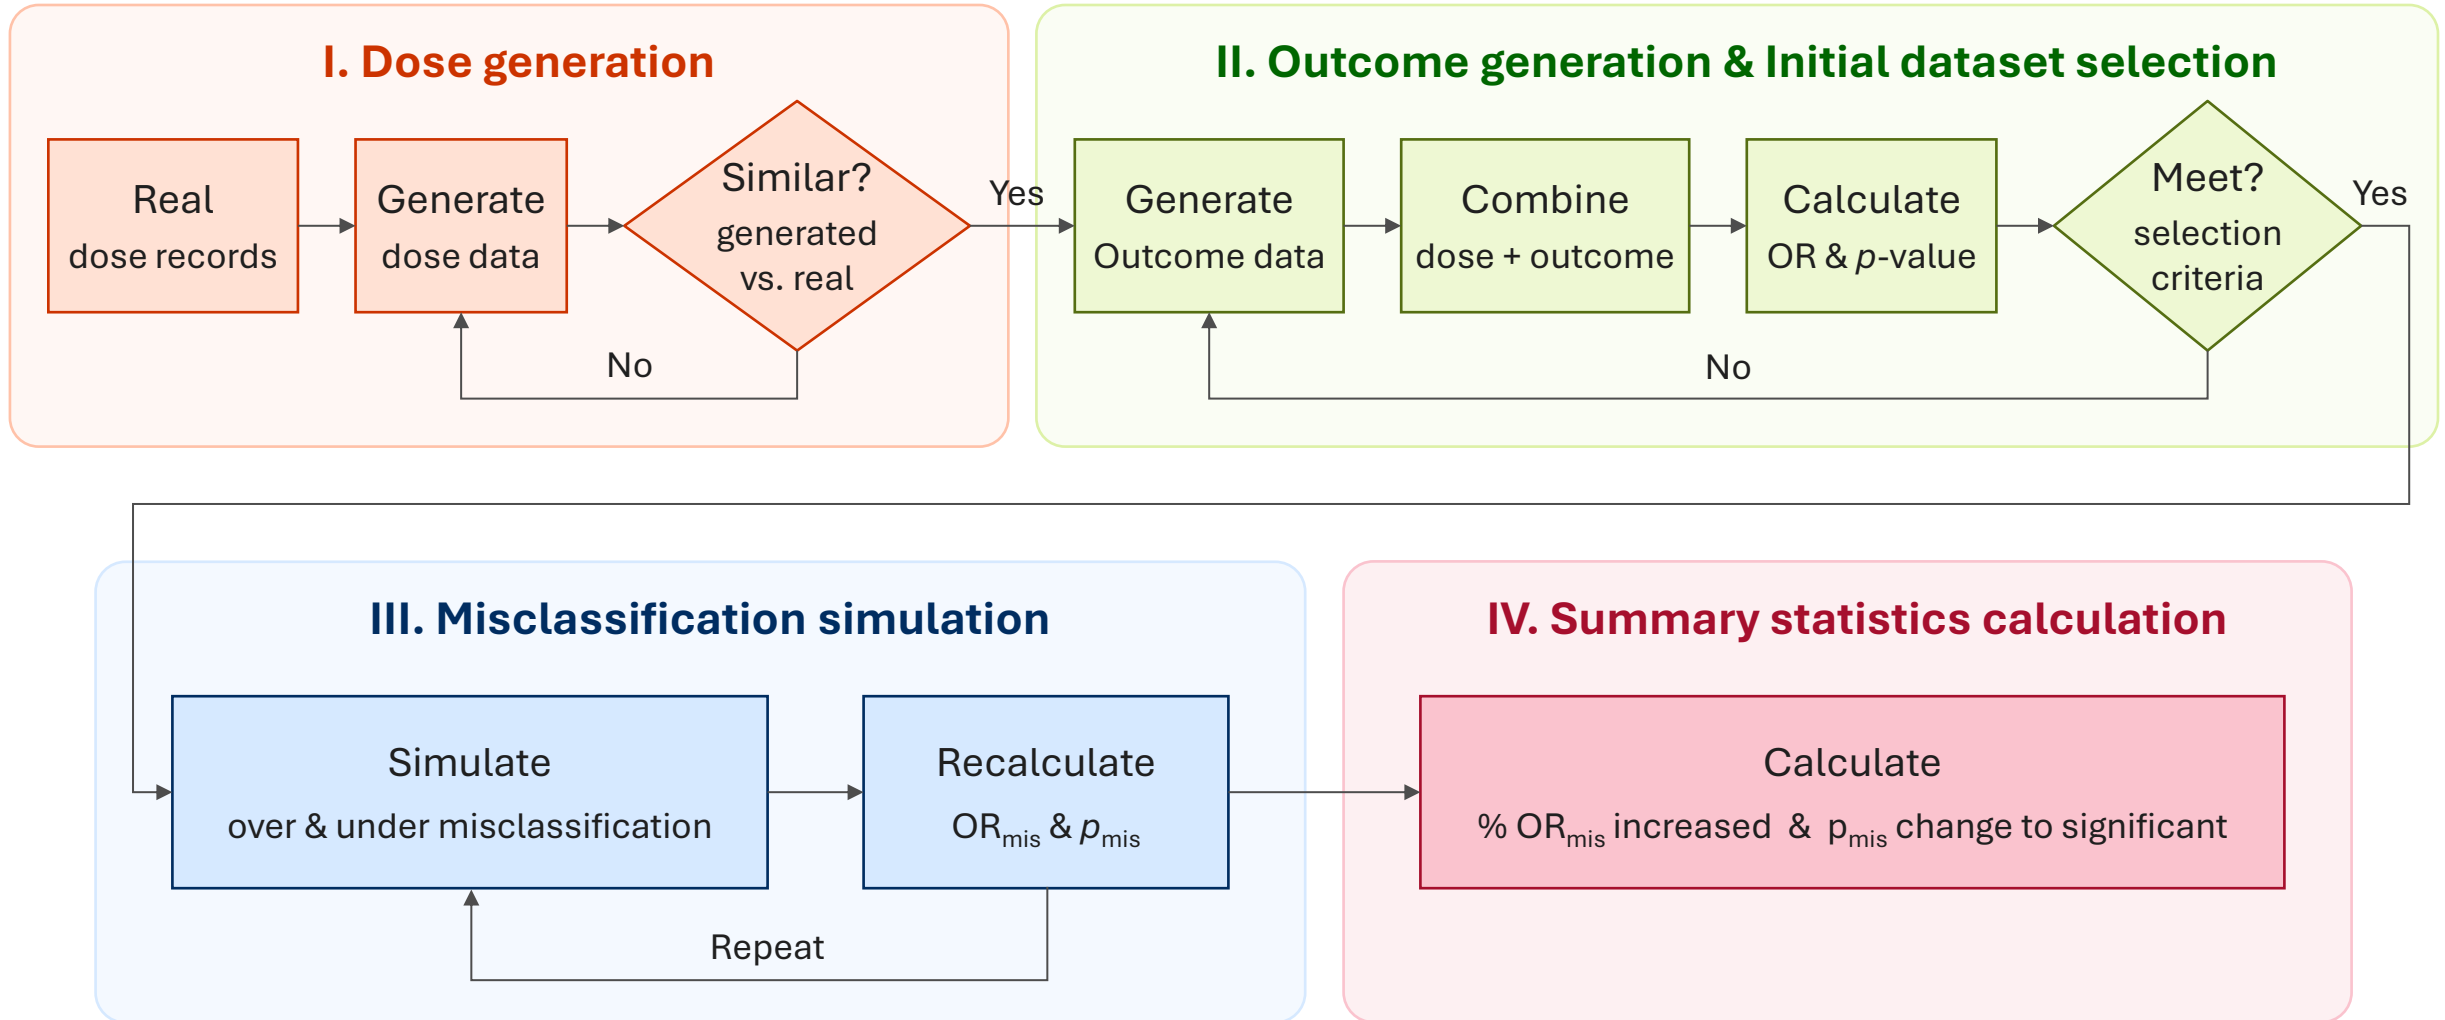 I. Dose generation
Real
dose records
Generate
dose data
Similar?
generated
vs. real
No
Yes
II. Outcome generation & Initial dataset selection
Generate
Outcome data
Combine
dose + outcome
Calculate
OR & p-value
Meet?
selection
criteria
Yes
No
III. Misclassification simulation
Simulate
over & under misclassification
Recalculate
ORmis & pmis
Repeat
IV. Summary statistics calculation
Calculate
% ORmis increased & pmis change to significant